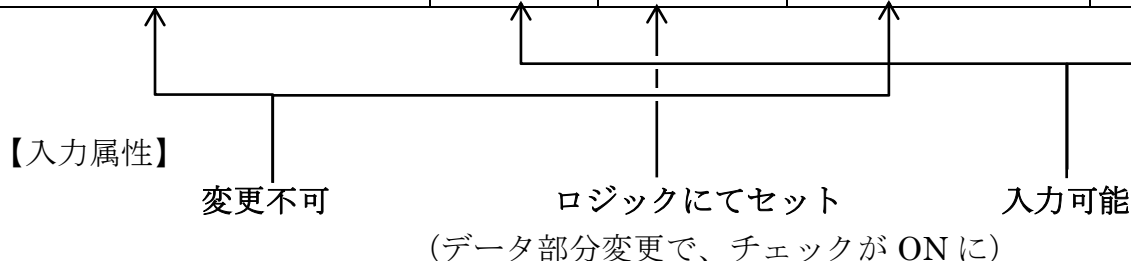 【入力属性】
変更不可 ロジックにてセット 入力可能
（データ部分変更で、チェックが ON に）